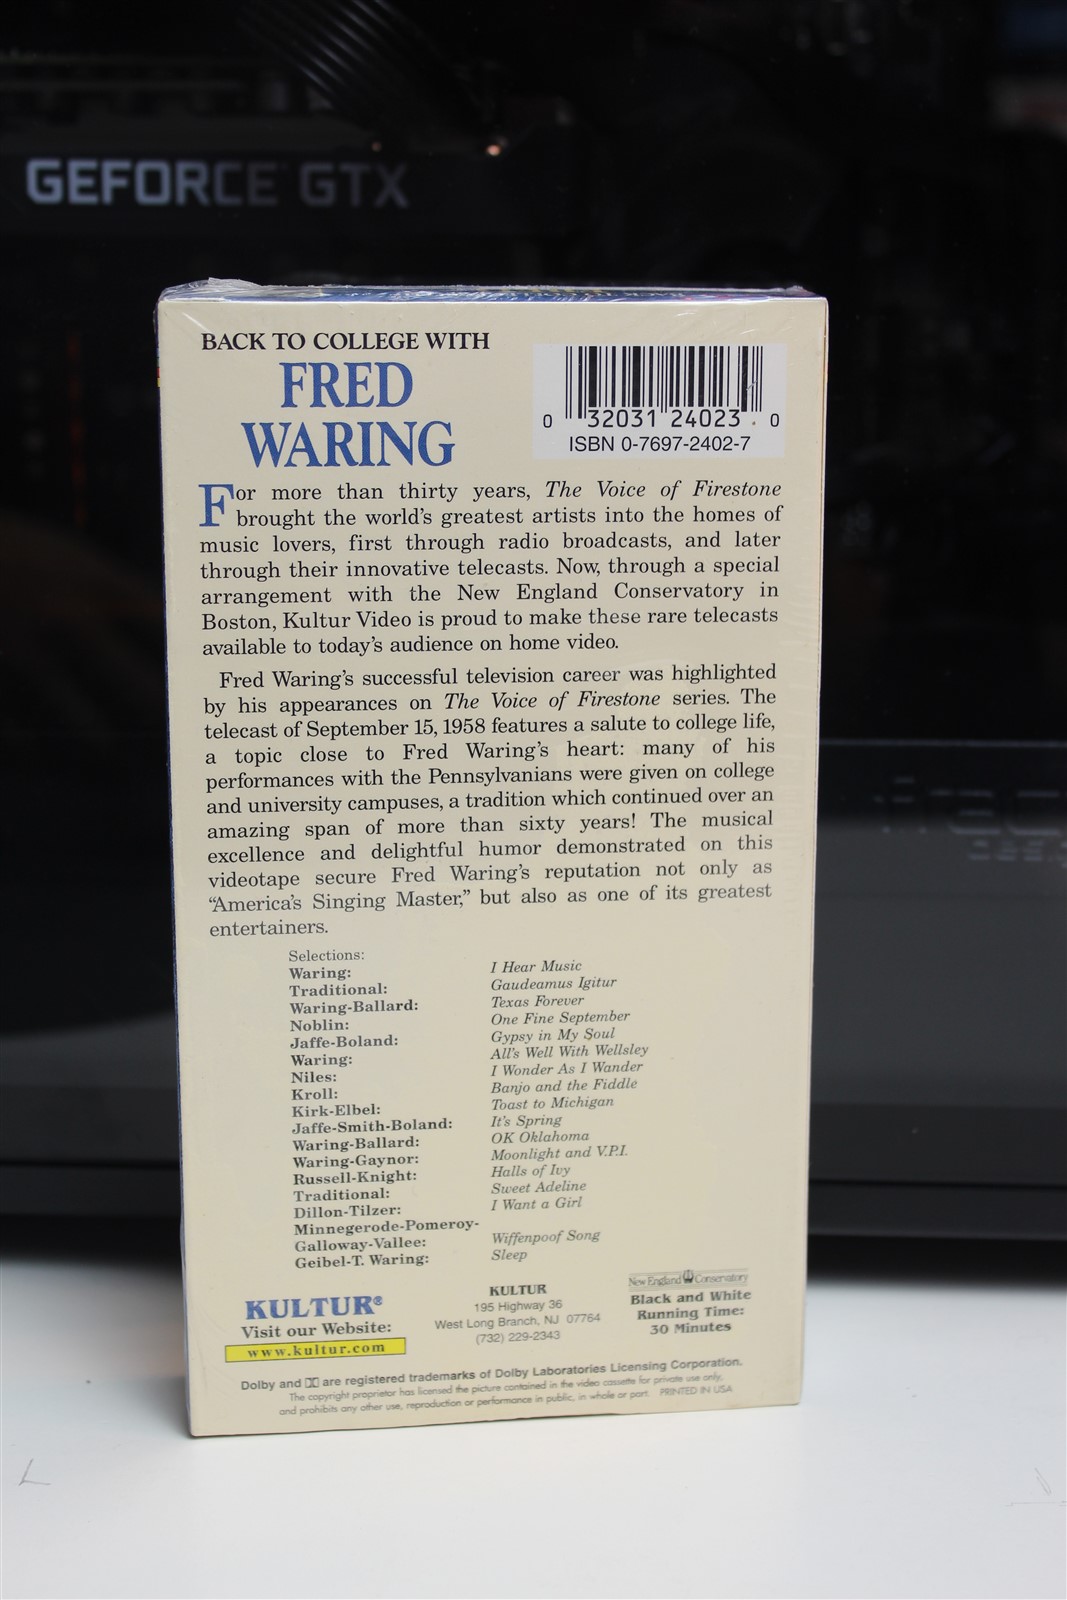 GEFORCE GTX
BACK TO COLLEGE WITH
FRED
WARING
0 32031 24023 0
ISBN 0-7697-2402-7
For more than thirty years, The Voice of Firestone
brought the world's greatest artists into the homes of
music lovers, first through radio broadcasts, and later
through their innovative telecasts. Now, through a special
arrangement with the New England Conservatory in
Boston, Kultur Video is proud to make these rare telecasts
available to today's audience on home video.
Fred Waring's successful television career was highlighted
by his appearances on The Voice of Firestone series. The
telecast of September 15, 1958 features a salute to college life,
a topic close to Fred Waring's heart: many of his
performances with the Pennsylvanians were given on college
and university campuses, a tradition which continued over an
amazing span of more than sixty years! The musical
excellence and delightful humor demonstrated on this
videotape secure Fred Waring's reputation not only as
“America's Singing Master,” but also as one of its greatest
entertainers.
Selections:
Waring: I Hear Music
Traditional: Gaudeamus Igitur
Waring-Ballard: Texas Forever
Noblin: One Fine September
Jaffe-Boland: Gypsy in My Soul
Waring: All's Well With Wellsley
Niles: I Wonder As I Wander
Kroll: Banjo and the Fiddle
Kirk-Elbel: Toast to Michigan
Jaffe-Smith-Boland: It's Spring
Waring-Ballard: OK Oklahoma
Waring-Gaynor: Moonlight and V.P.I.
Russell-Knight: Halls of Ivy
Traditional: Sweet Adeline
Dillon-Tilzer: I Want a Girl
Minnegerode-Pomeroy-
Galloway-Vallee: Wiffenpoof Song
Geibel-T. Waring: Sleep
KULTUR®
Visit our Website:
www.kultur.com
KULTUR
195 Highway 36
West Long Branch, NJ 07764
(732) 229-2343
New England Conservatory
Black and White
Running Time:
30 Minutes
Dolby and are registered trademarks of Dolby Laboratories Licensing Corporation.
The copyright proprietor has licensed the picture contained in the video cassette for private use only,
and prohibits any other use, reproduction or performance in public, in whole or part. PRINTED IN USA